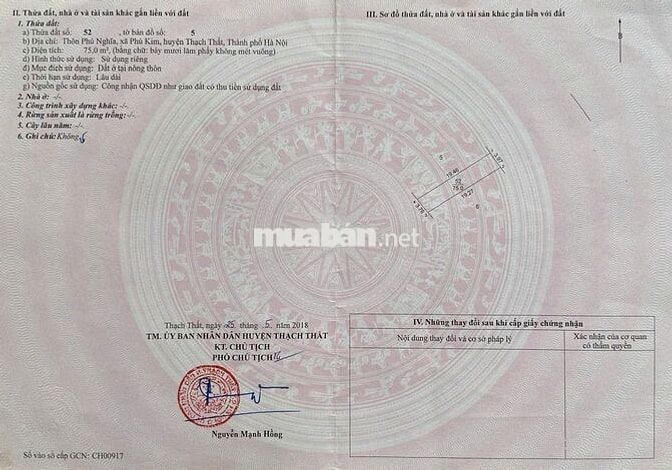 II. Thửa đất, nhà ở và tài sản khác gắn liền với đất
1. Thửa đất:
a) Thửa đất số: 52 , tờ bản đồ số: 5
b) Địa chỉ: Thôn Phú Nghĩa, xã Phú Kim, huyện Thạch Thất, Thành phố Hà Nội
c) Diện tích: 75,0 m², (bằng chữ: bảy mươi lăm phẩy không mét vuông)
d) Hình thức sử dụng: Sử dụng riêng
đ) Mục đích sử dụng: Đất ở tại nông thôn
e) Thời hạn sử dụng: Lâu dài
g) Nguồn gốc sử dụng: Công nhận QSDĐ như giao đất có thu tiền sử dụng đất
2. Nhà ở: -/-
3. Công trình xây dựng khác: -/-
4. Rừng sản xuất là rừng trồng: -/-
5. Cây lâu năm: -/-
6. Ghi chú: Không
III. Sơ đồ thửa đất, nhà ở và tài sản khác gắn liền với đất
5
19.46
3.97
52
75.0
19.27
6
muaban.net
Thạch Thất, ngày 25 tháng 5 năm 2018
TM. ỦY BAN NHÂN DÂN HUYỆN THẠCH THẤT
KT. CHỦ TỊCH
PHÓ CHỦ TỊCH
Nguyễn Mạnh Hồng
IV. Những thay đổi sau khi cấp giấy chứng nhận
Nội dung thay đổi và cơ sở pháp lý
Xác nhận của cơ quan
có thẩm quyền
Số vào sổ cấp GCN: CH00917